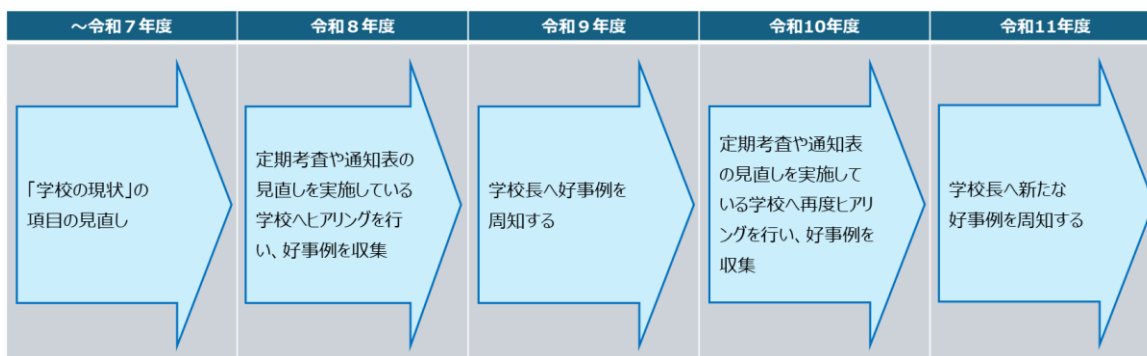 ～令和７年度
令和８年度
令和９年度
令和10年度
令和11年度
「学校の現状」の
項目の見直し
定期考査や通知表の
見直しを実施している
学校へヒアリングを行
い、好事例を収集
学校長へ好事例を
周知する
定期考査や通知表
の見直しを実施して
いる学校へ再度ヒアリ
ングを行い、好事例を
収集
学校長へ新たな
好事例を周知する